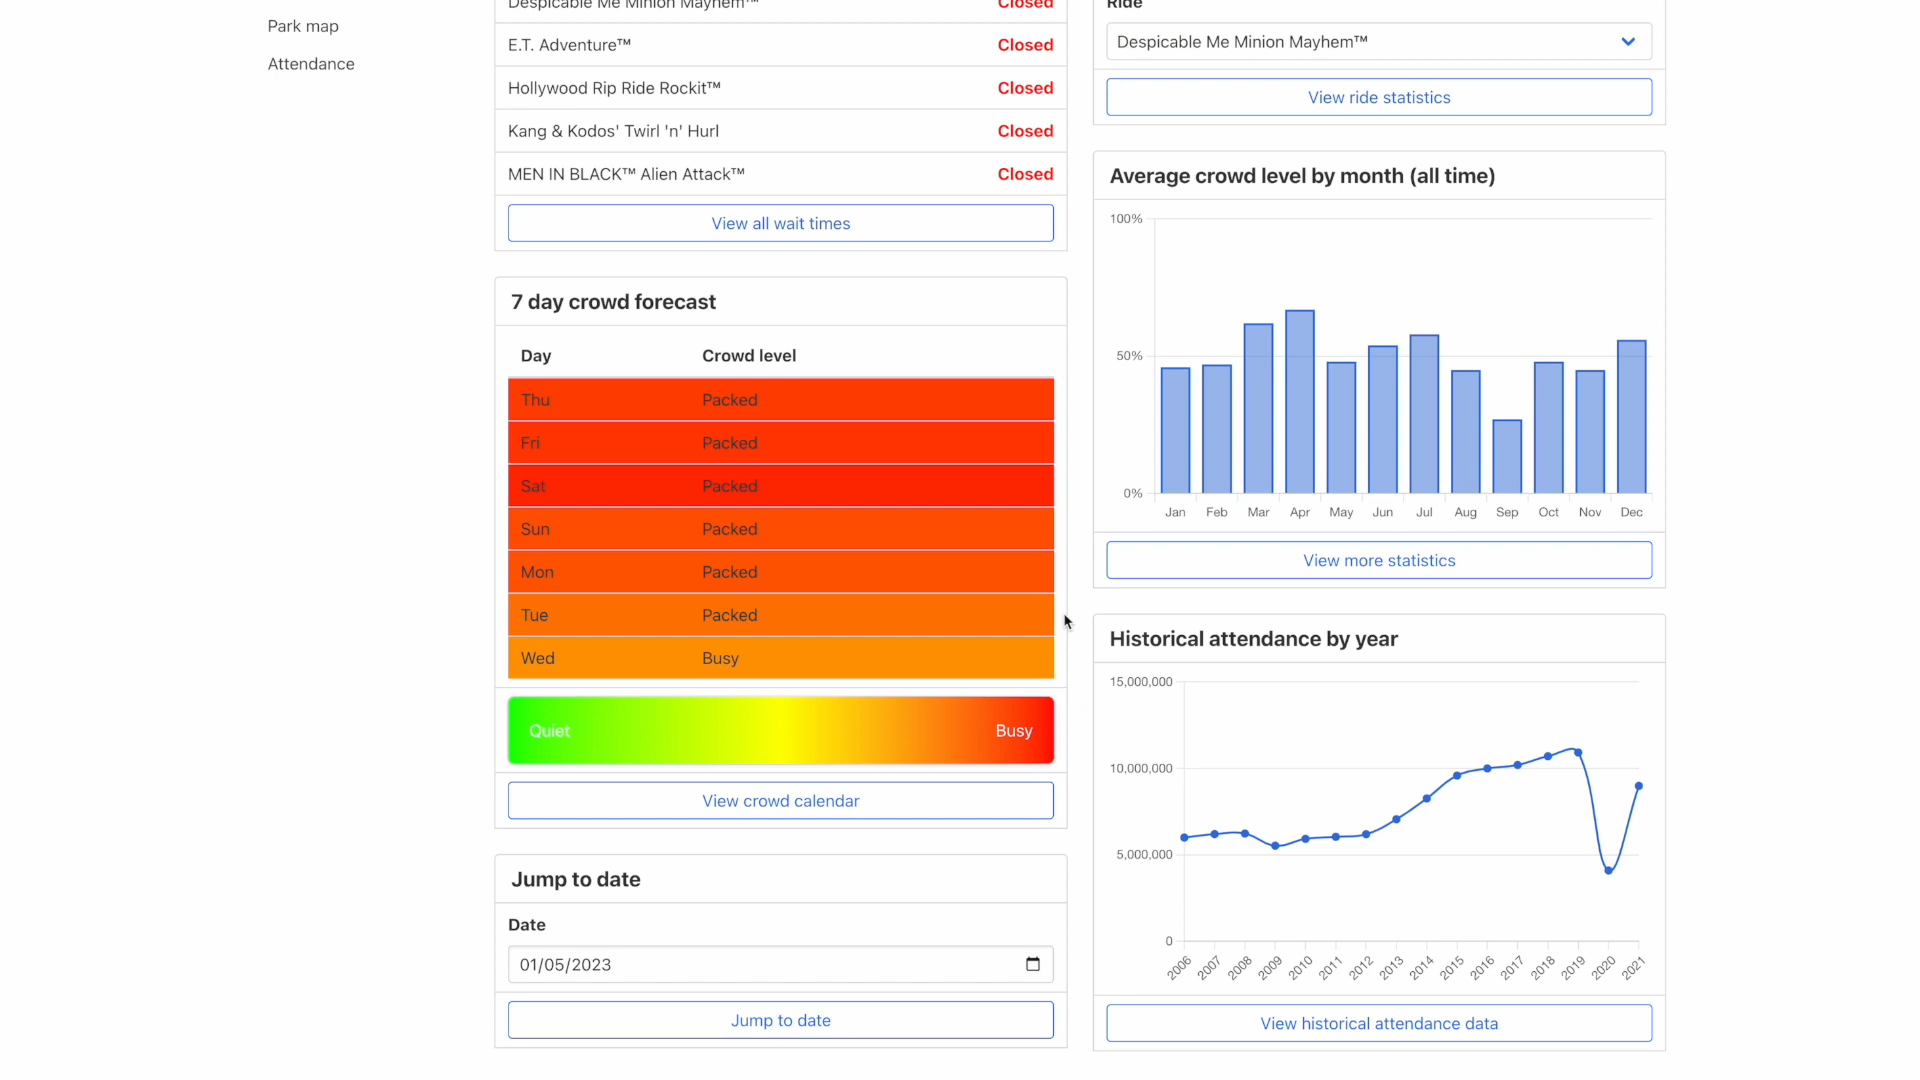 Park map
Attendance
Despicable Me Minion Mayhem™ Closed
E.T. Adventure™ Closed
Hollywood Rip Ride Rockit™ Closed
Kang & Kodos' Twirl 'n' Hurl Closed
MEN IN BLACK™ Alien Attack™ Closed
View all wait times
7 day crowd forecast
Day Crowd level
Thu Packed
Fri Packed
Sat Packed
Sun Packed
Mon Packed
Tue Packed
Wed Busy
Quiet Busy
View crowd calendar
Jump to date
Date
01/05/2023
Jump to date
Ride
Despicable Me Minion Mayhem™
View ride statistics
Average crowd level by month (all time)
100%
50%
0%
Jan Feb Mar Apr May Jun Jul Aug Sep Oct Nov Dec
View more statistics
Historical attendance by year
15,000,000
10,000,000
5,000,000
0
2006 2007 2008 2009 2010 2011 2012 2013 2014 2015 2016 2017 2018 2019 2020 2021
View historical attendance data